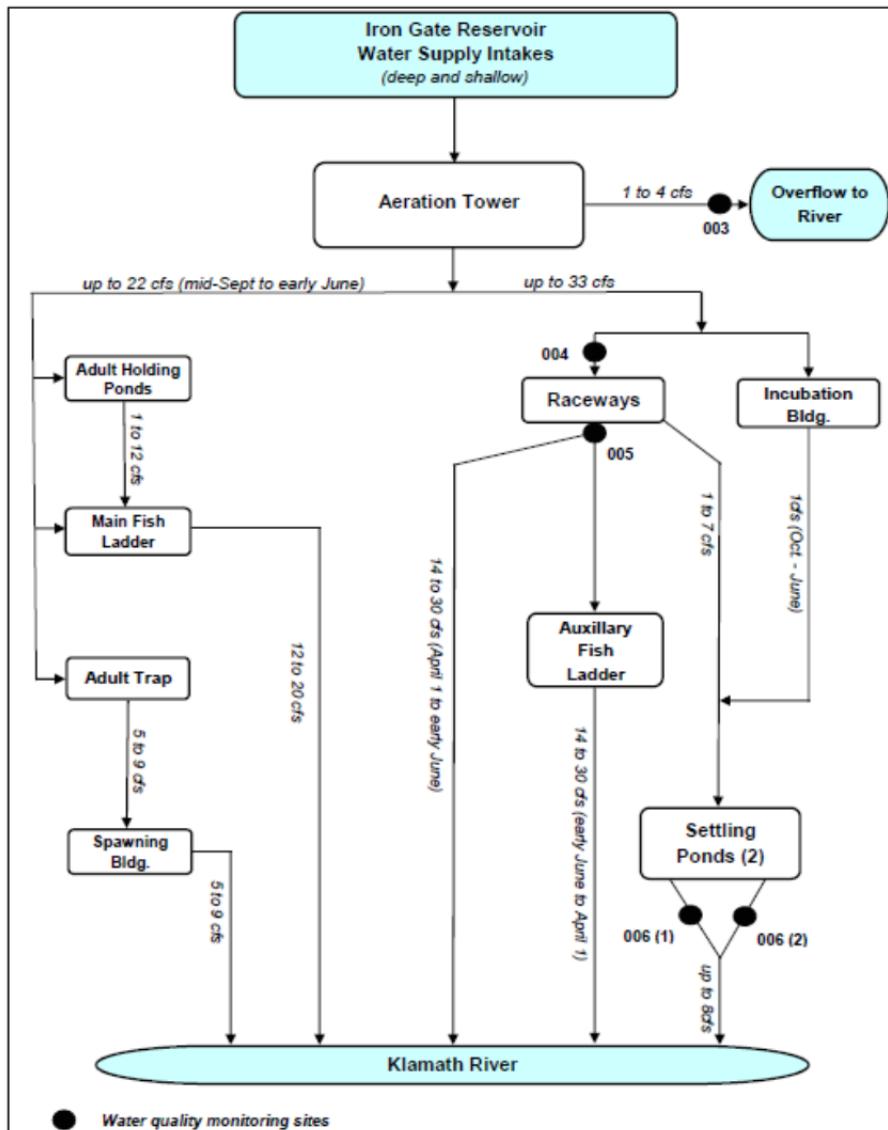 Iron Gate Reservoir
Water Supply Intakes
(deep and shallow)
Aeration Tower
1 to 4 cfs
003
Overflow to
River
up to 22 cfs (mid-Sept to early June)
up to 33 cfs
004
Adult Holding
Ponds
Raceways
Incubation
Bldg.
005
1 to 12 cfs
Main Fish
Ladder
1 to 7 cfs
1cfs (Oct. - June)
14 to 30 cfs (April 1 to early June)
Auxillary
Fish
Ladder
12 to 20 cfs
Adult Trap
5 to 9 cfs
14 to 30 cfs (early June to April 1)
Settling
Ponds (2)
Spawning
Bldg.
5 to 9 cfs
006 (1)
006 (2)
up to 8cfs
Klamath River
Water quality monitoring sites